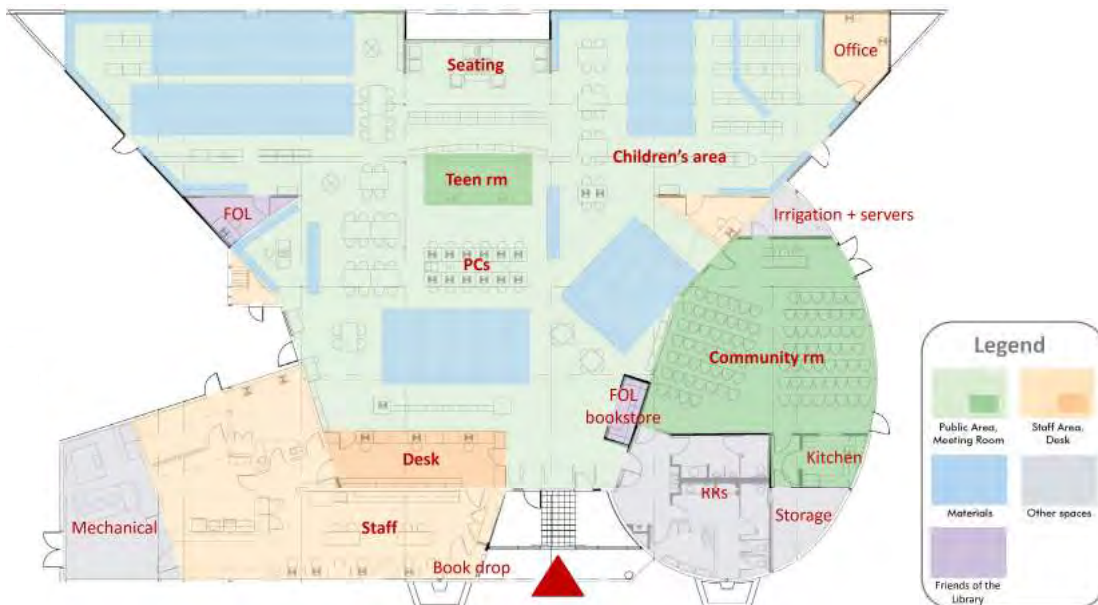 Office
Seating
Children's area
Teen rm
FOL
Irrigation + servers
PCs
Community rm
FOL
bookstore
Desk
Kitchen
RRs
Mechanical
Staff
Storage
Book drop
Legend
Public Area,
Meeting Room
Staff Area,
Desk
Materials
Other spaces
Friends of the
Library